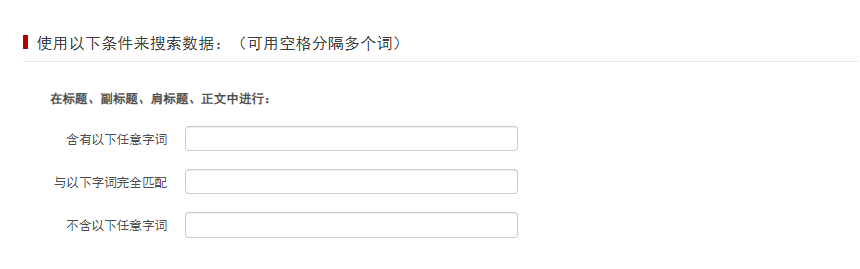 使用以下条件来搜索数据：（可用空格分隔多个词）
在标题、副标题、肩标题、正文中进行：
含有以下任意字词
与以下字词完全匹配
不含以下任意字词